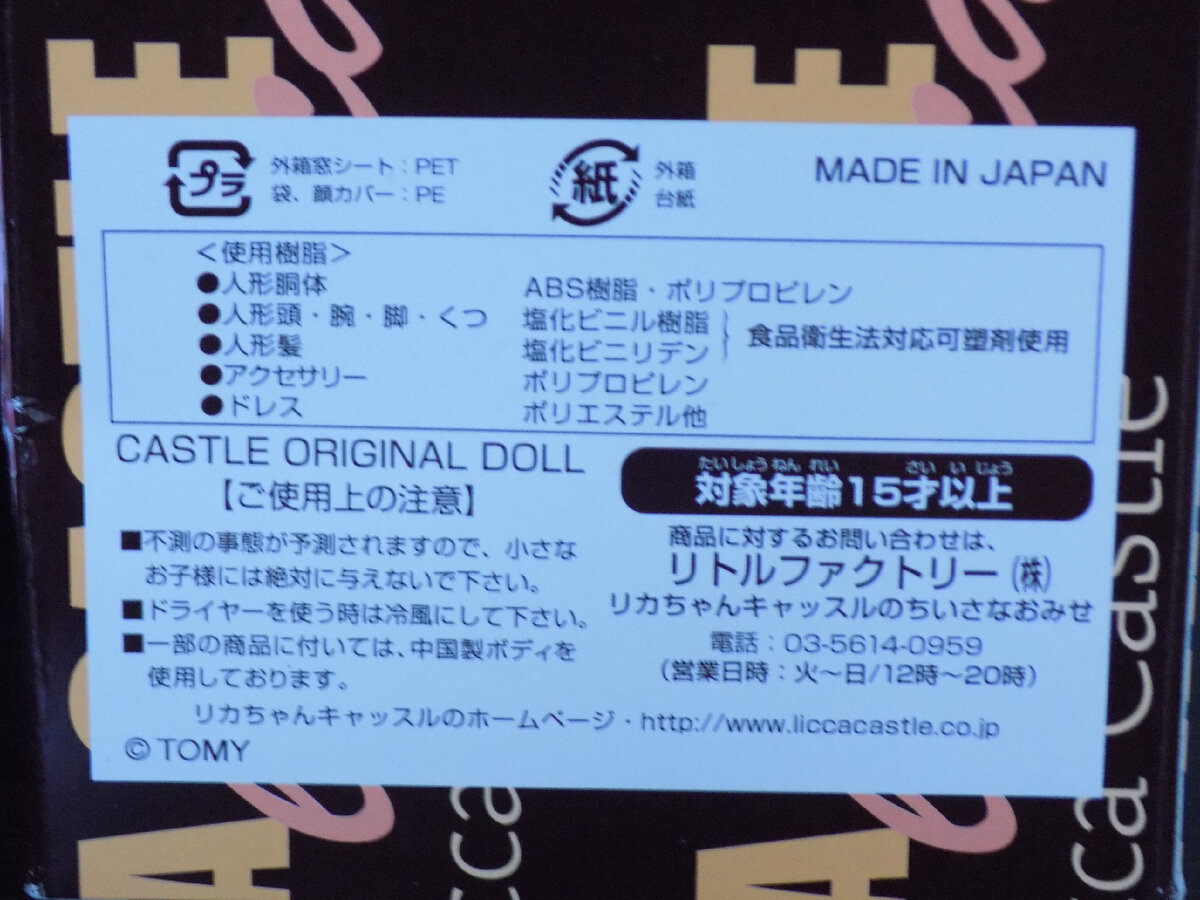 プラ
外箱窓シート：PET
袋、顔カバー：PE
紙
外箱
台紙
MADE IN JAPAN
＜使用樹脂＞
●人形胴体 ABS樹脂・ポリプロピレン
●人形頭・腕・脚・くつ 塩化ビニル樹脂
●人形髪 塩化ビニリデン
食品衛生法対応可塑剤使用
●アクセサリー ポリプロピレン
●ドレス ポリエステル他
CASTLE ORIGINAL DOLL
【ご使用上の注意】
■不測の事態が予測されますので、小さな
お子様には絶対に与えないで下さい。
■ドライヤーを使う時は冷風にして下さい。
■一部の商品に付いては、中国製ボディを
使用しております。
たいしょうねんれい さいいじょう
対象年齢15才以上
商品に対するお問い合わせは、
リトルファクトリー（株）
リカちゃんキャッスルのちいさなおみせ
電話：03-5614-0959
（営業日時：火〜日/12時〜20時）
リカちゃんキャッスルのホームページ・http://www.liccacastle.co.jp
© TOMY
cca Castle